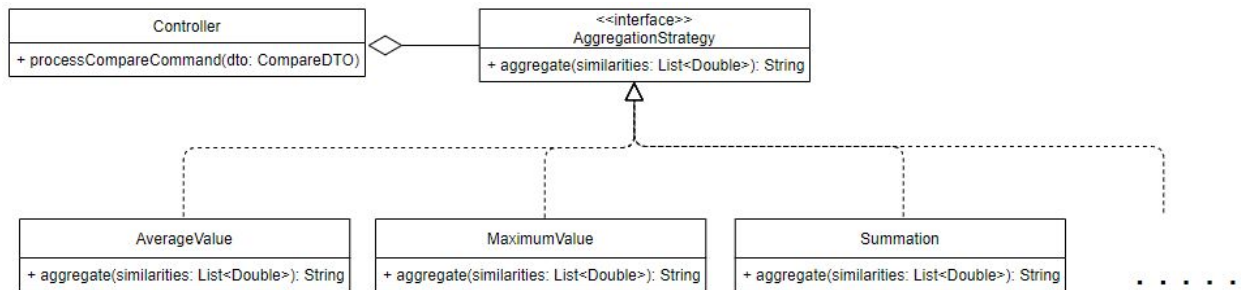 Controller
+ processCompareCommand(dto: CompareDTO)
<<interface>>
AggregationStrategy
+ aggregate(similarities: List<Double>): String
AverageValue
+ aggregate(similarities: List<Double>): String
MaximumValue
+ aggregate(similarities: List<Double>): String
Summation
+ aggregate(similarities: List<Double>): String
. . . . .